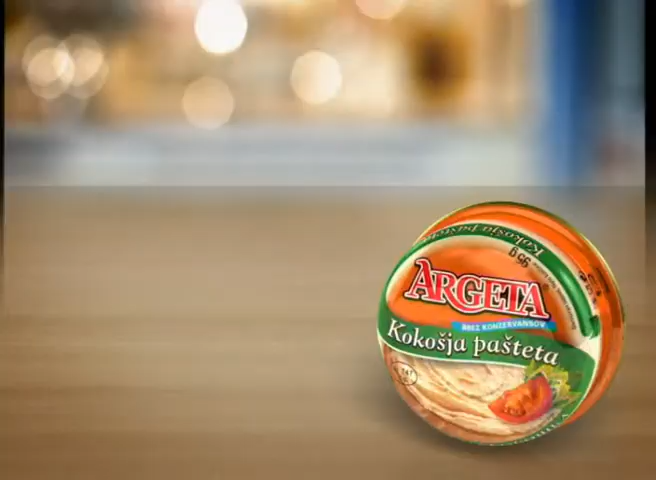 Kokošja pašteta
95 g
ARGETA
BREZ KONZERVANSOV
Kokošja pašteta